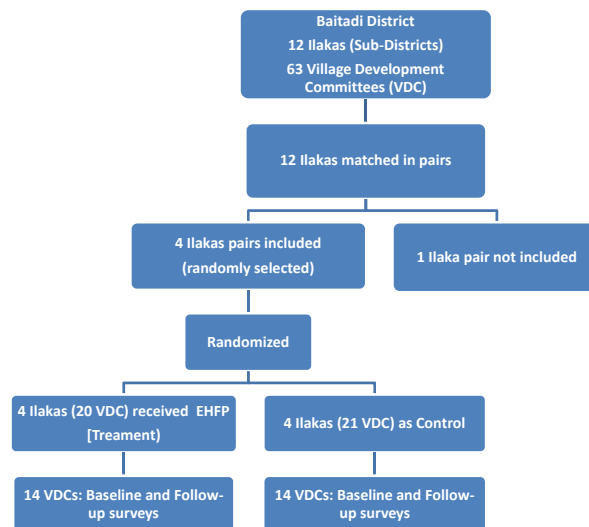 Baitadi District
12 Ilakas (Sub-Districts)
63 Village Development
Committees (VDC)
12 Ilakas matched in pairs
4 Ilakas pairs included
(randomly selected)
1 Ilaka pair not included
Randomized
4 Ilakas (20 VDC) received EHFP
[Treament)
4 Ilakas (21 VDC) as Control
14 VDCs: Baseline and Follow-
up surveys
14 VDCs: Baseline and Follow-
up surveys